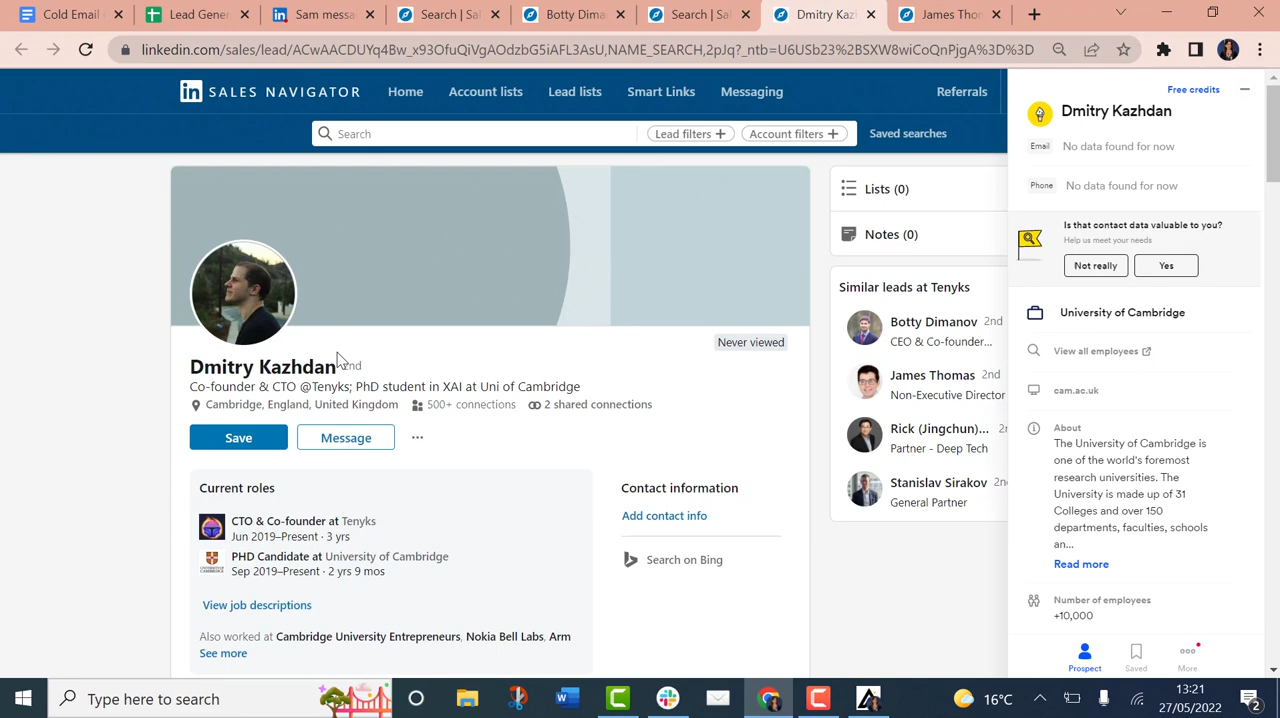 Cold Email
Lead Gener
Sam messa
Search | Sal
Botty Dima
Search | Sal
Dmitry Kaz
James Thom
linkedin.com/sales/lead/ACwAACDUYq4Bw_x93OfuQiVgAOdzbG5iAFL3AsU,NAME_SEARCH,2pJq?_ntb=U6USb23%2BSXW8wiCoQnPjgA%3D%3D
in SALES NAVIGATOR
Home
Account lists
Lead lists
Smart Links
Messaging
Referrals
Search
Lead filters +
Account filters +
Saved searches
Never viewed
Dmitry Kazhdan 2nd
Co-founder & CTO @Tenyks; PhD student in XAI at Uni of Cambridge
Cambridge, England, United Kingdom
500+ connections
2 shared connections
Save
Message
...
Current roles
CTO & Co-founder at Tenyks
Jun 2019–Present · 3 yrs
PHD Candidate at University of Cambridge
Sep 2019–Present · 2 yrs 9 mos
View job descriptions
Also worked at Cambridge University Entrepreneurs, Nokia Bell Labs, Arm
See more
Contact information
Add contact info
Search on Bing
Lists (0)
Notes (0)
Similar leads at Tenyks
Botty Dimanov 2nd
CEO & Co-founder...
James Thomas 2nd
Non-Executive Director
Rick (Jingchun)... 2n
Partner - Deep Tech
Stanislav Sirakov 2n
General Partner
Free credits
Dmitry Kazhdan
Email
No data found for now
Phone
No data found for now
Is that contact data valuable to you?
Help us meet your needs
Not really
Yes
University of Cambridge
View all employees
cam.ac.uk
About
The University of Cambridge is
one of the world's foremost
research universities. The
University is made up of 31
Colleges and over 150
departments, faculties, schools
an...
Read more
Number of employees
+10,000
Prospect
Saved
More
Type here to search
16°C
13:21
27/05/2022
2